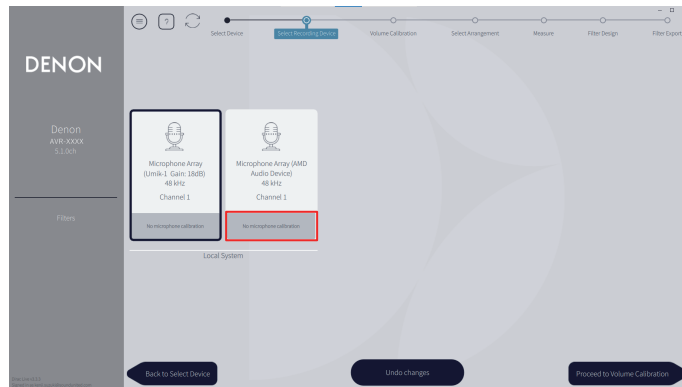 ?
Select Device
Select Recording Device
Volume Calibration
Select Arrangement
Measure
Filter Design
Filter Export
DENON
Denon
AVR-XXXX
5.1.0ch
Filters
Microphone Array
(Umik-1 Gain: 18dB)
48 kHz
Channel 1
No microphone calibration
Microphone Array (AMD
Audio Device)
48 kHz
Channel 1
No microphone calibration
Local System
Back to Select Device
Undo changes
Proceed to Volume Calibration